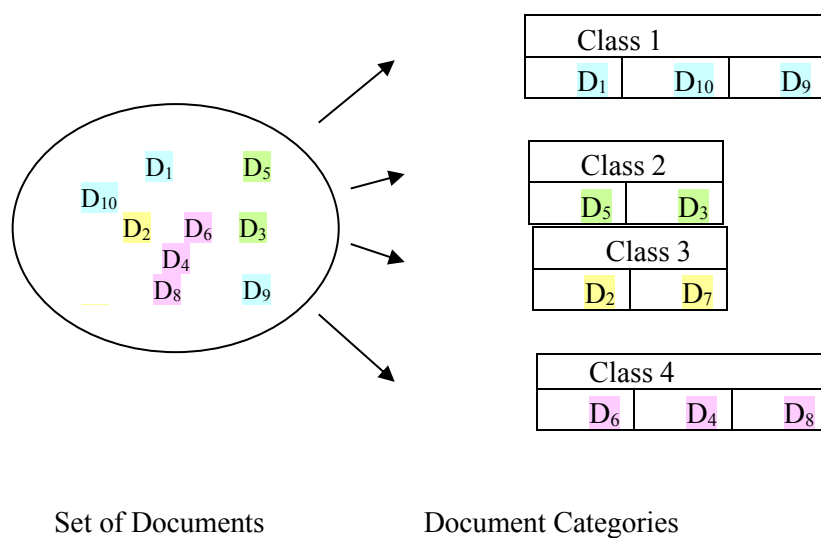 Class 1
D₁ D₁₀ D₉
D₁ D₅
D₁₀
D₂ D₆ D₃
D₄
D₈ D₉
Class 2
D₅ D₃
Class 3
D₂ D₇
Class 4
D₆ D₄ D₈
Set of Documents Document Categories